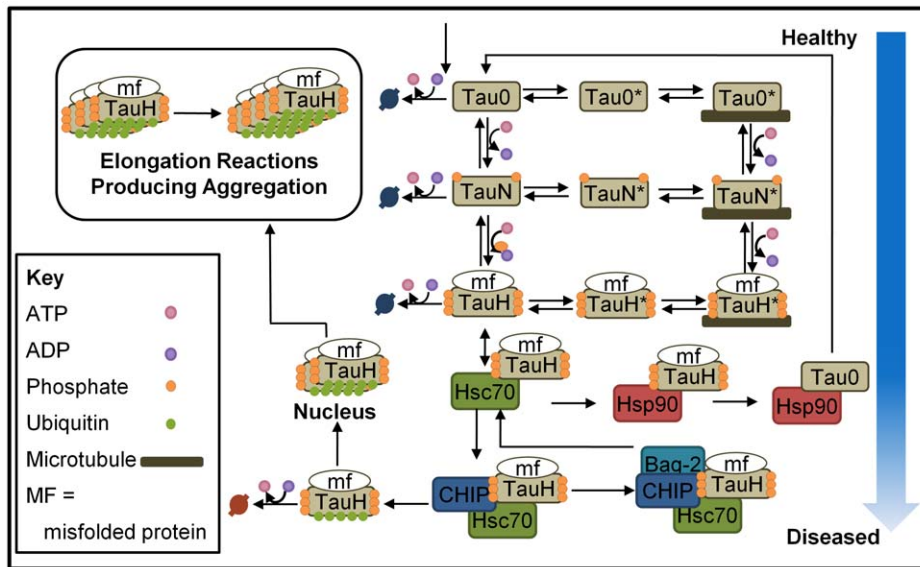 Healthy
mf
TauH
mf
TauH
Elongation Reactions
Producing Aggregation
Tau0
Tau0*
Tau0*
TauN
TauN*
TauN*
mf
TauH
mf
TauH*
mf
TauH*
Key
ATP
ADP
Phosphate
Ubiquitin
Microtubule
MF =
misfolded protein
mf
TauH
Nucleus
mf
TauH
Hsc70
mf
TauH
Hsp90
Tau0
Hsp90
mf
TauH
mf
TauH
CHIP
Hsc70
Bag-2
mf
TauH
CHIP
Hsc70
Diseased